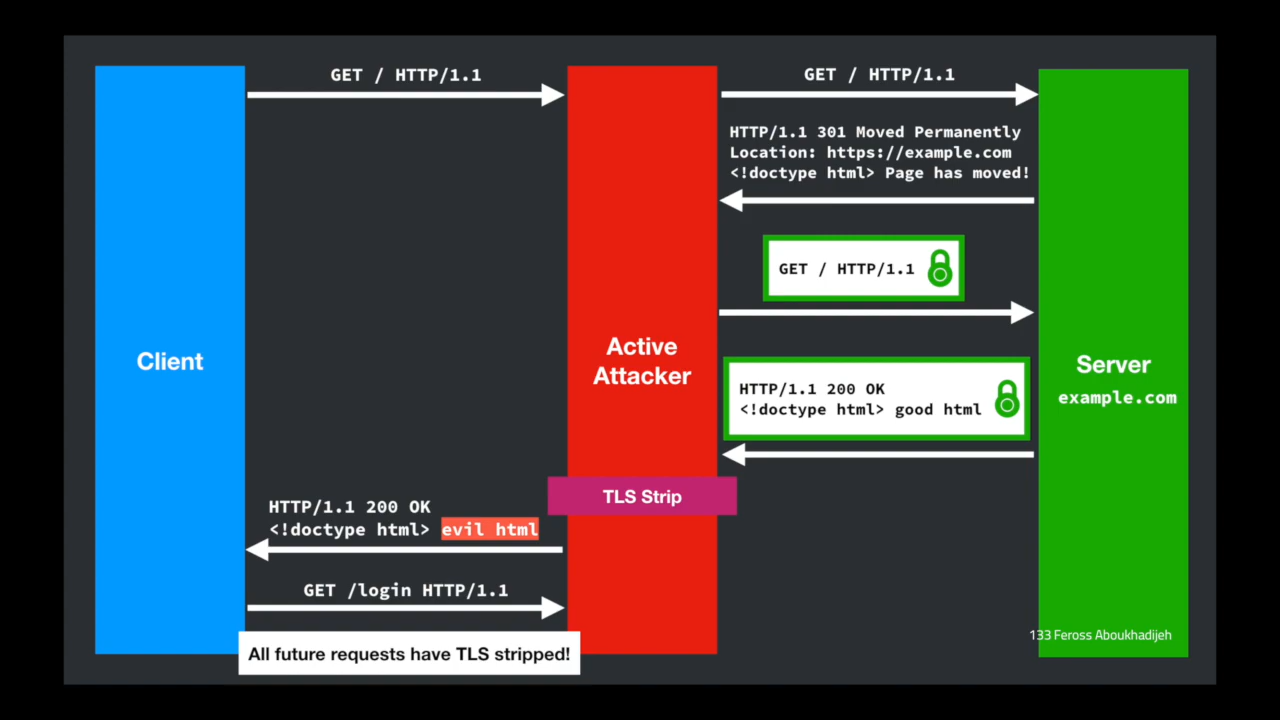 GET / HTTP/1.1
GET / HTTP/1.1
HTTP/1.1 301 Moved Permanently
Location: https://example.com
<!doctype html> Page has moved!
GET / HTTP/1.1
Client
Active
Attacker
Server
example.com
HTTP/1.1 200 OK
<!doctype html> good html
TLS Strip
HTTP/1.1 200 OK
<!doctype html> evil html
GET /login HTTP/1.1
All future requests have TLS stripped!
133 Feross Aboukhadijeh